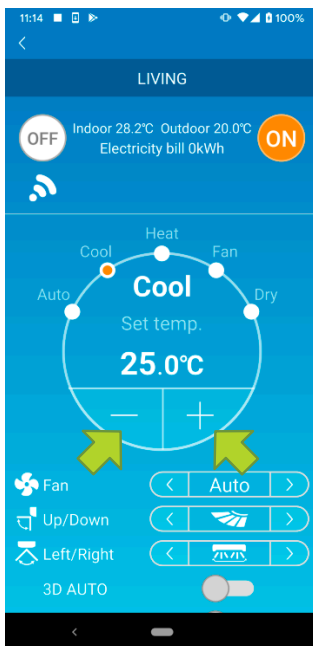 11:14 100%
LIVING
OFF Indoor 28.2℃ Outdoor 20.0℃ ON
Electricity bill 0kWh
Heat
Cool Fan
Auto Cool Dry
Set temp.
25.0℃
Fan Auto
Up/Down
Left/Right
3D AUTO